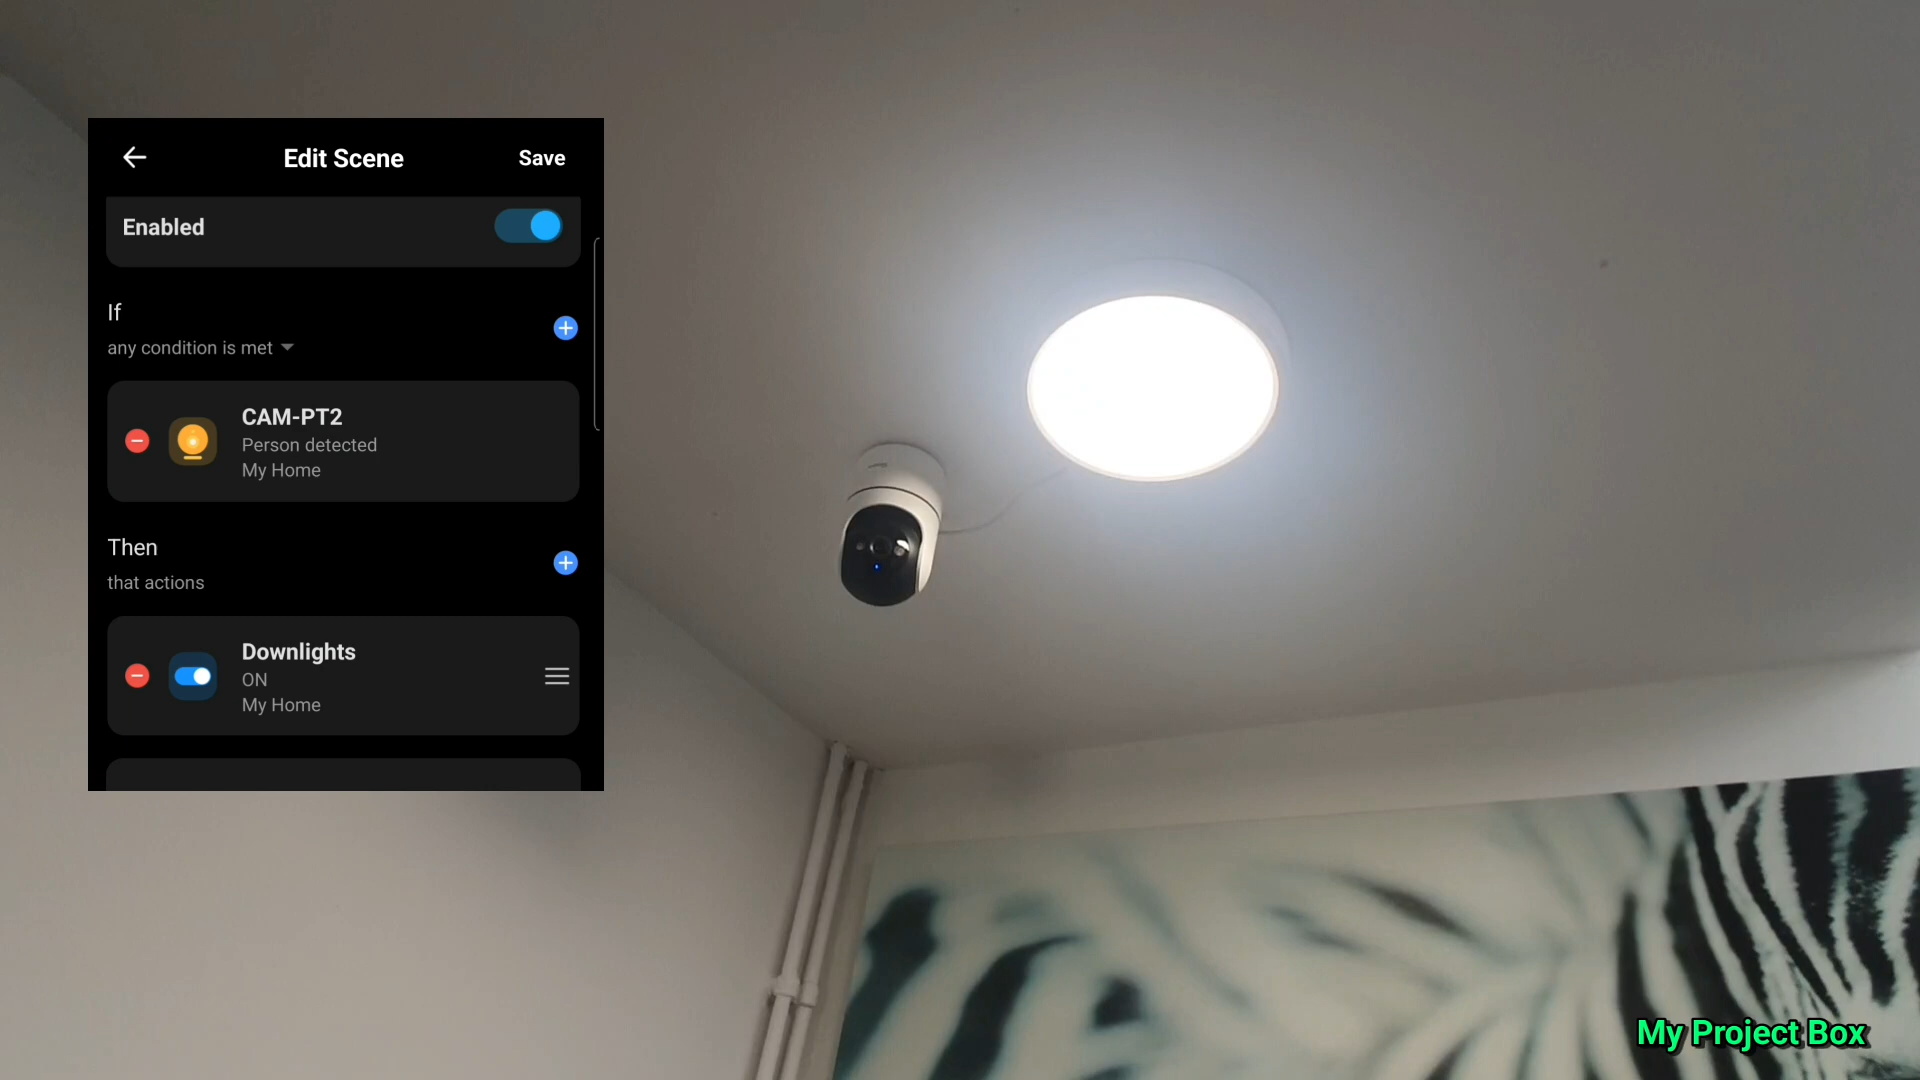 Edit Scene
Save
Enabled
If
any condition is met
CAM-PT2
Person detected
My Home
Then
that actions
Downlights
ON
My Home
My Project Box